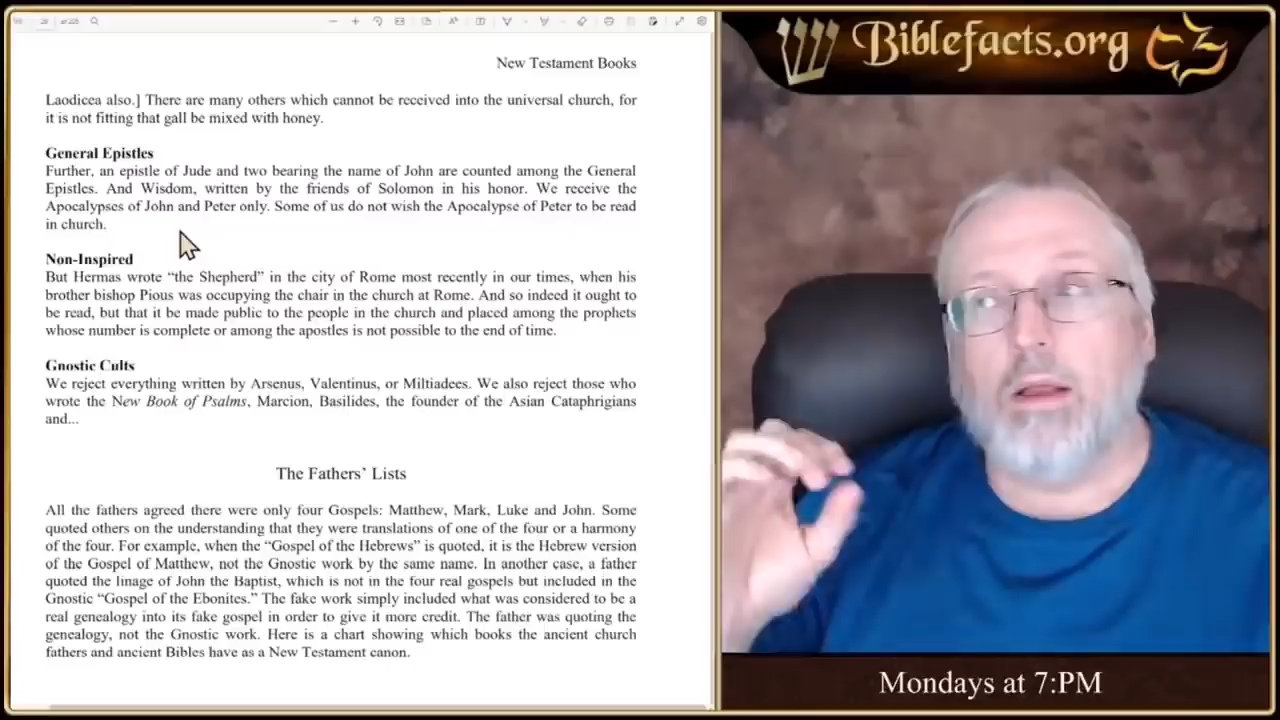 New Testament Books
Laodicea also.] There are many others which cannot be received into the universal church, for
it is not fitting that gall be mixed with honey.
General Epistles
Further, an epistle of Jude and two bearing the name of John are counted among the General
Epistles. And Wisdom, written by the friends of Solomon in his honor. We receive the
Apocalypses of John and Peter only. Some of us do not wish the Apocalypse of Peter to be read
in church.
Non-Inspired
But Hermas wrote “the Shepherd” in the city of Rome most recently in our times, when his
brother bishop Pious was occupying the chair in the church at Rome. And so indeed it ought to
be read, but that it be made public to the people in the church and placed among the prophets
whose number is complete or among the apostles is not possible to the end of time.
Gnostic Cults
We reject everything written by Arsenus, Valentinus, or Miltiadees. We also reject those who
wrote the New Book of Psalms, Marcion, Basilides, the founder of the Asian Cataphrigians
and...
The Fathers’ Lists
All the fathers agreed there were only four Gospels: Matthew, Mark, Luke and John. Some
quoted others on the understanding that they were translations of one of the four or a harmony
of the four. For example, when the “Gospel of the Hebrews” is quoted, it is the Hebrew version
of the Gospel of Matthew, not the Gnostic work by the same name. In another case, a father
quoted the linage of John the Baptist, which is not in the four real gospels but included in the
Gnostic “Gospel of the Ebonites.” The fake work simply included what was considered to be a
real genealogy into its fake gospel in order to give it more credit. The father was quoting the
genealogy, not the Gnostic work. Here is a chart showing which books the ancient church
fathers and ancient Bibles have as a New Testament canon.
Biblefacts.org
Mondays at 7:PM